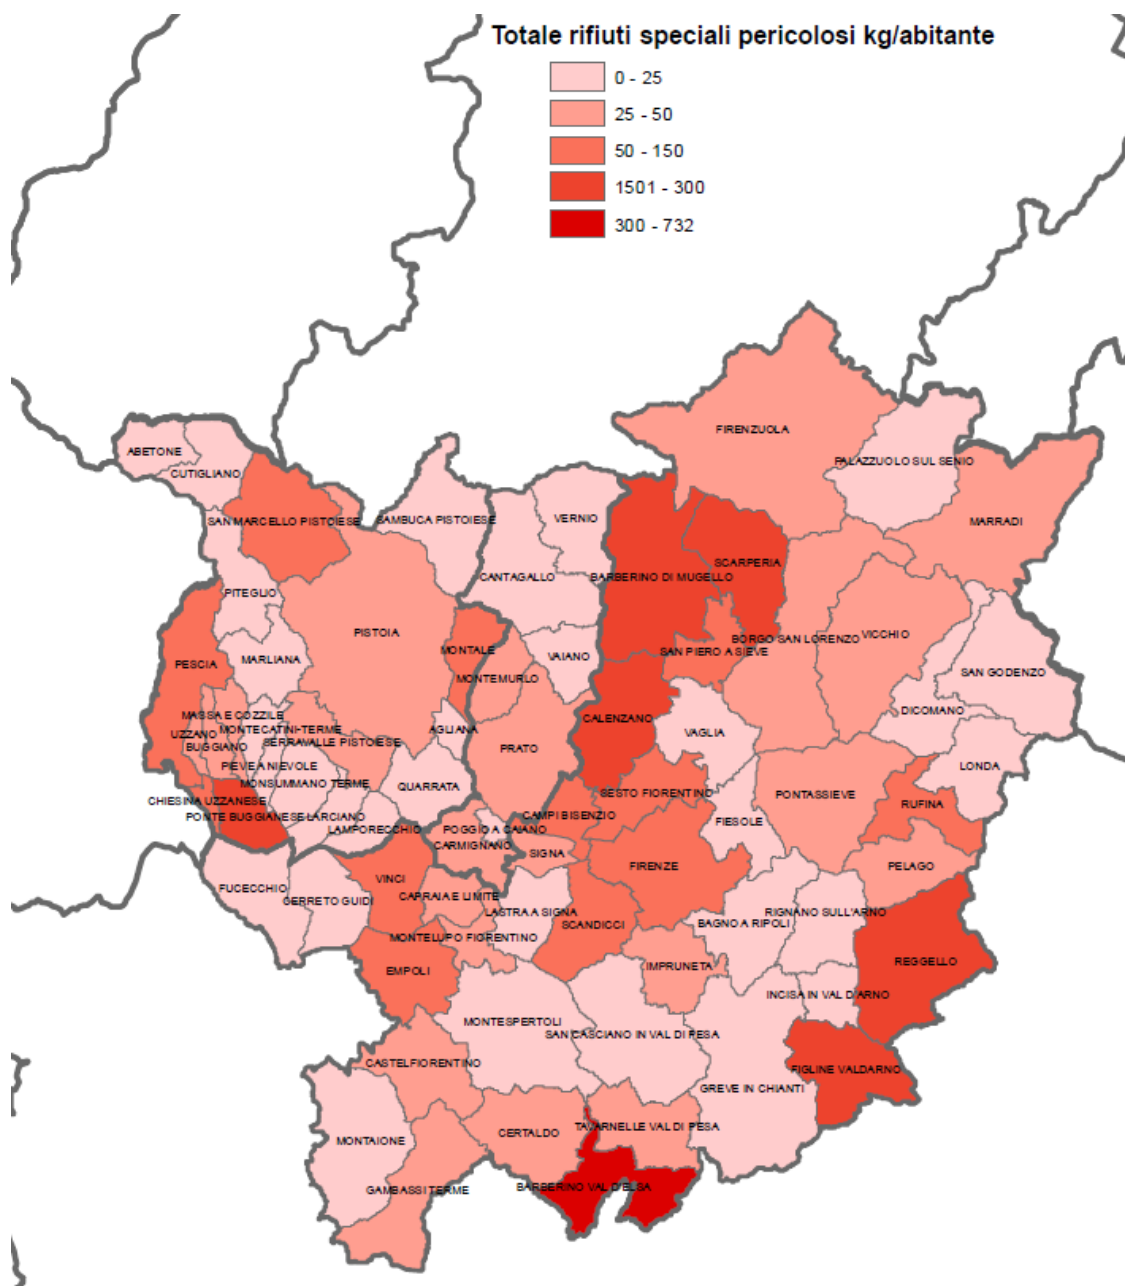 Totale rifiuti speciali pericolosi kg/abitante
0 - 25
25 - 50
50 - 150
1501 - 300
300 - 732
FIRENZUOLA
ABETONE
PALAZZUOLO SUL SENIO
CUTIGLIANO
SAN MARCELLO PISTOIESE
SAMBUCA PISTOIESE
VERNIO
MARRADI
SCARPERIA
CANTAGALLO
BARBERINO DI MUGELLO
PITEGLIO
PISTOIA
VICCHIO
BORGO SAN LORENZO
MONTALE
SAN PIERO A SIEVE
VAIANO
MARLIANA
PESCIA
SAN GODENZO
MONTEMURLO
DICOMANO
MASSA E COZZILE
CALENZANO
AGLIANA
MONTECATINI-TERME
UZZANO
VAGLIA
SERRAVALLE PISTOIESE
BUGGIANO
PRATO
PIEVE A NIEVOLE
LONDA
MONSUMMANO TERME
QUARRATA
SESTO FIORENTINO
PONTASSIEVE
CHIESINA UZZANESE
RUFINA
PONTE BUGGIANESE
LARCIANO
CAMPI BISENZIO
FIESOLE
LAMPORECCHIO
POGGIO A CAIANO
CARMIGNANO
SIGNA
FIRENZE
PELAGO
VINCI
FUCECCHIO
CERRETO GUIDI
CAPRAIA E LIMITE
LASTRA A SIGNA
RIGNANO SULL'ARNO
SCANDICCI
BAGNO A RIPOLI
MONTELUPO FIORENTINO
REGGELLO
IMPRUNETA
EMPOLI
INCISA IN VAL D'ARNO
MONTESPERTOLI
SAN CASCIANO IN VAL DI PESA
CASTELFIORENTINO
FIGLINE VALDARNO
GREVE IN CHIANTI
TAVARNELLE VAL DI PESA
CERTALDO
MONTAIONE
BARBERINO VAL D'ELSA
GAMBASSI TERME